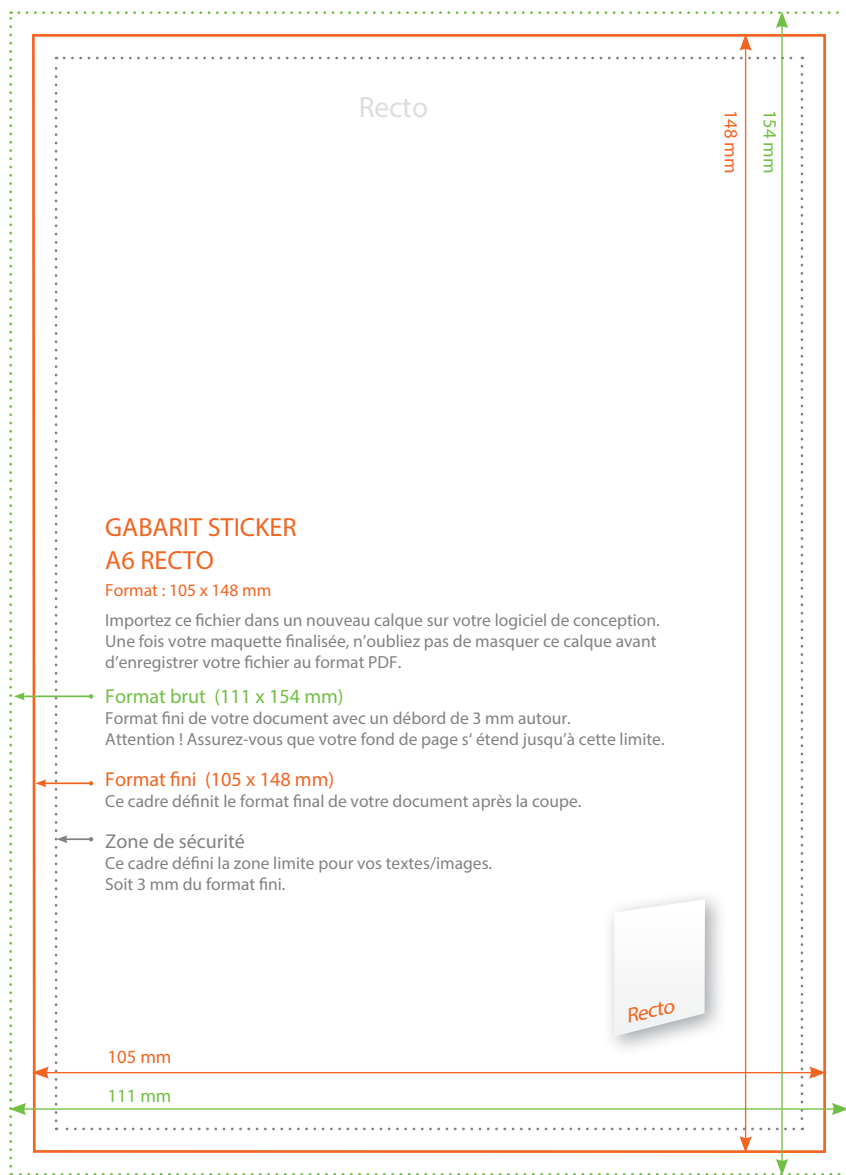 Recto
148 mm
154 mm
GABARIT STICKER
A6 RECTO
Format : 105 x 148 mm
Importez ce fichier dans un nouveau calque sur votre logiciel de conception.
Une fois votre maquette finalisée, n’oubliez pas de masquer ce calque avant
d’enregistrer votre fichier au format PDF.
Format brut (111 x 154 mm)
Format fini de votre document avec un débord de 3 mm autour.
Attention ! Assurez-vous que votre fond de page s‘ étend jusqu’à cette limite.
Format fini (105 x 148 mm)
Ce cadre définit le format final de votre document après la coupe.
Zone de sécurité
Ce cadre défini la zone limite pour vos textes/images.
Soit 3 mm du format fini.
Recto
105 mm
111 mm